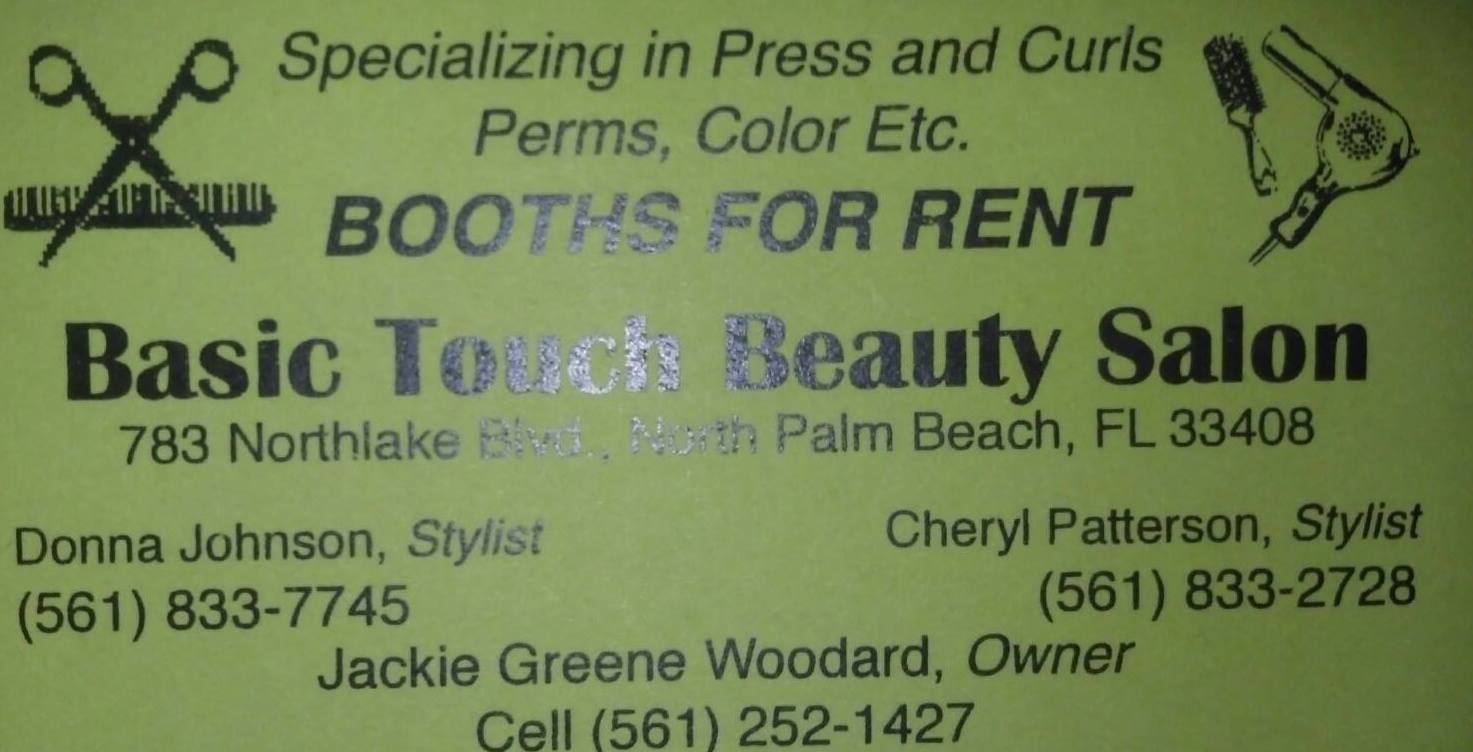 Specializing in Press and Curls
Perms, Color Etc.
BOOTHS FOR RENT
Basic Touch Beauty Salon
783 Northlake Blvd., North Palm Beach, FL 33408
Donna Johnson, Stylist
(561) 833-7745
Cheryl Patterson, Stylist
(561) 833-2728
Jackie Greene Woodard, Owner
Cell (561) 252-1427